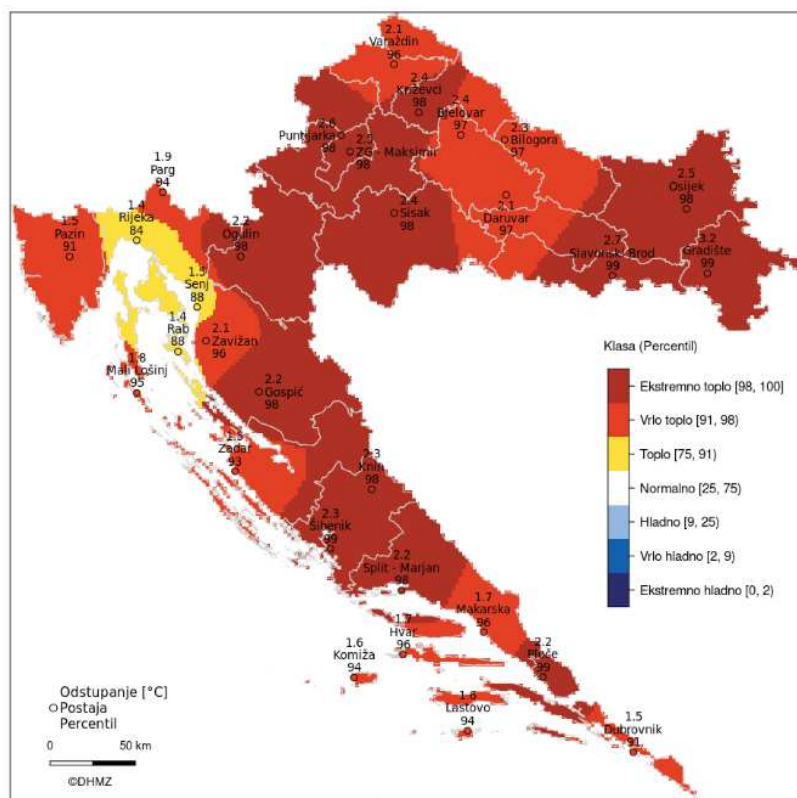 2.1
Varaždin
96
2.4
Križevci
98
2.4
Bjelovar
97
2.6
Puntijarka
98
2.5
ZG - Maksimir
98
2.3
Bilogora
97
1.9
Parg
94
2.5
Osijek
98
1.4
Rijeka
84
2.4
Sisak
98
2.1
Daruvar
97
1.5
Pazin
91
2.2
Ogulin
98
2.7
Slavonski Brod
99
3.2
Gradište
99
Senj
88
1.4
Rab
88
2.1
Zavižan
96
1.8
Mali Lošinj
95
2.2
Gospić
98
Zadar
93
2.3
Knin
98
2.3
Šibenik
99
2.2
Split - Marjan
98
1.7
Makarska
96
1.7
Hvar
96
1.6
Komiža
94
2.2
Ploče
99
Lastovo
94
1.5
Dubrovnik
91
Klasa (Percentil)
Ekstremno toplo [98, 100]
Vrlo toplo [91, 98)
Toplo [75, 91)
Normalno [25, 75)
Hladno [9, 25)
Vrlo hladno [2, 9)
Ekstremno hladno [0, 2)
Odstupanje [°C]
Postaja
Percentil
0 50 km
©DHMZ